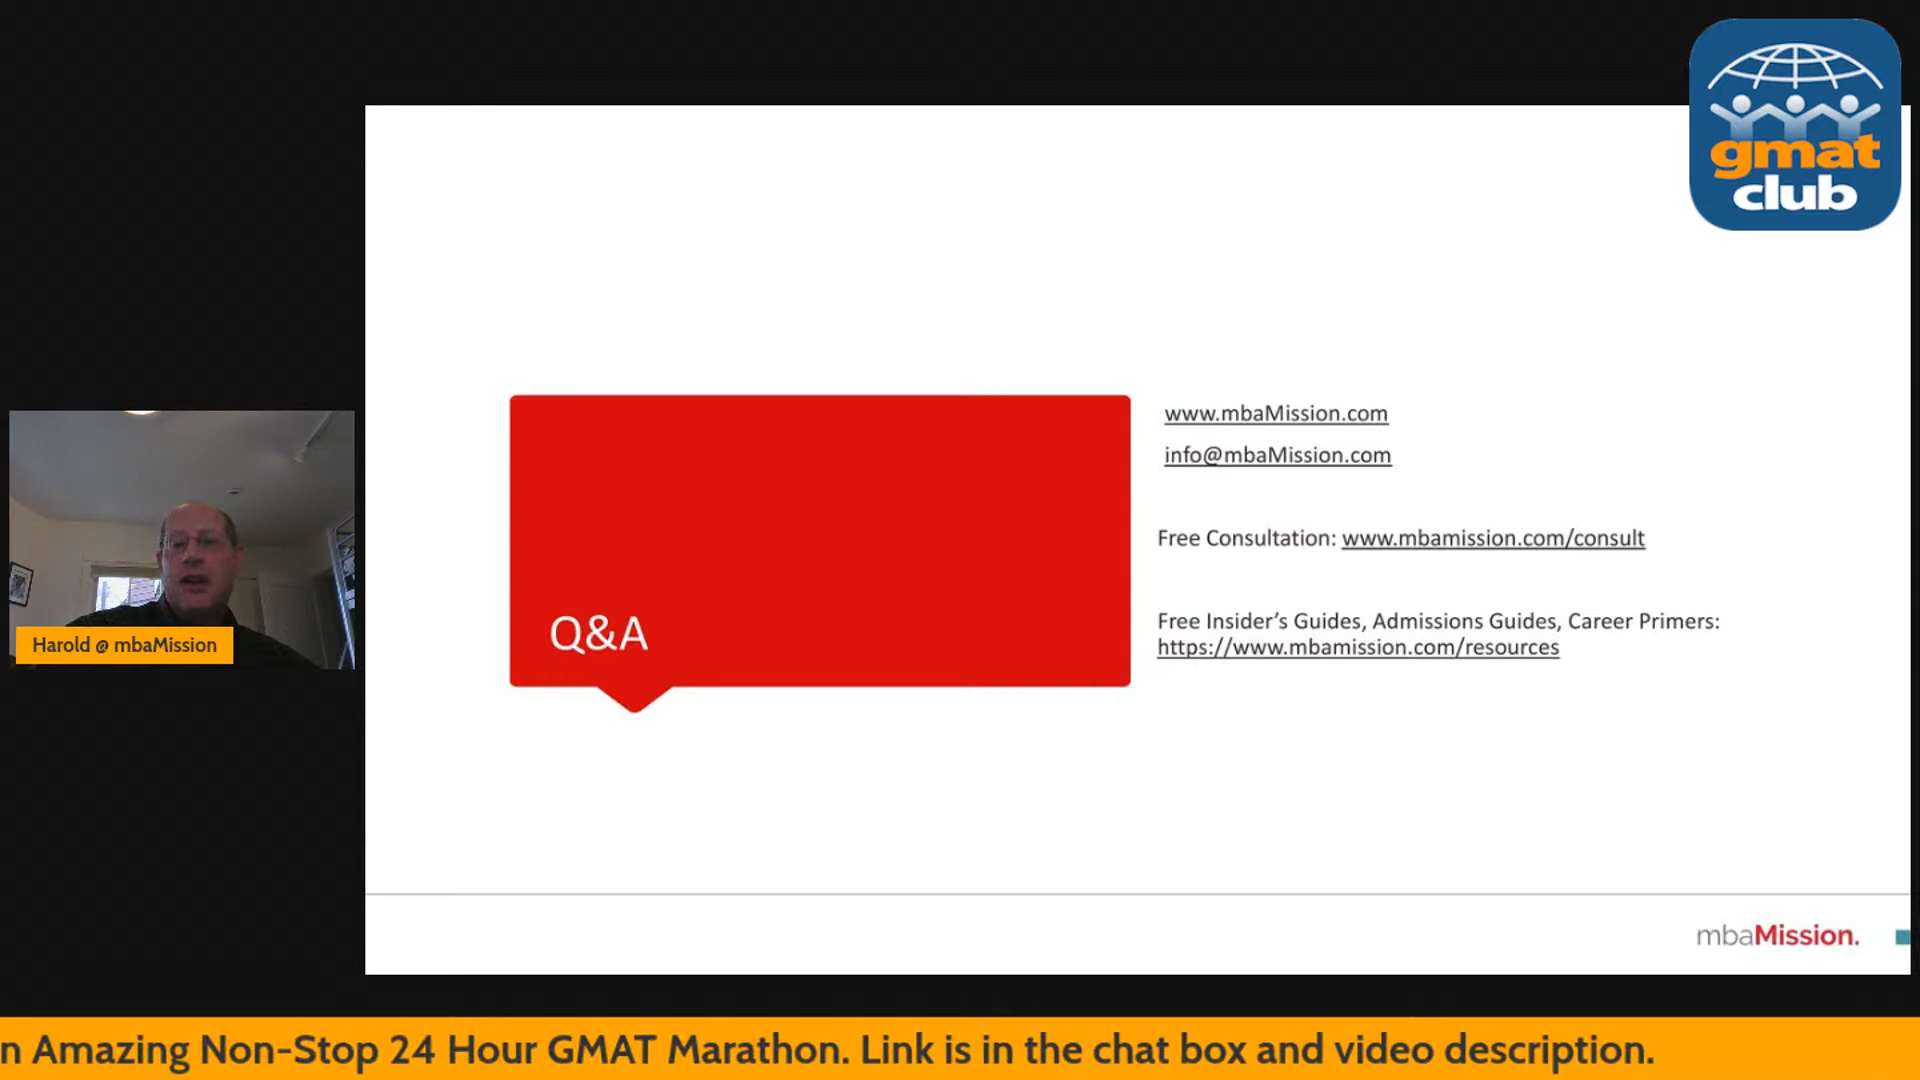 gmat
club
www.mbaMission.com
info@mbaMission.com
Free Consultation: www.mbamission.com/consult
Free Insider’s Guides, Admissions Guides, Career Primers:
https://www.mbamission.com/resources
Q&A
Harold @ mbaMission
mbaMission.
n Amazing Non-Stop 24 Hour GMAT Marathon. Link is in the chat box and video description.